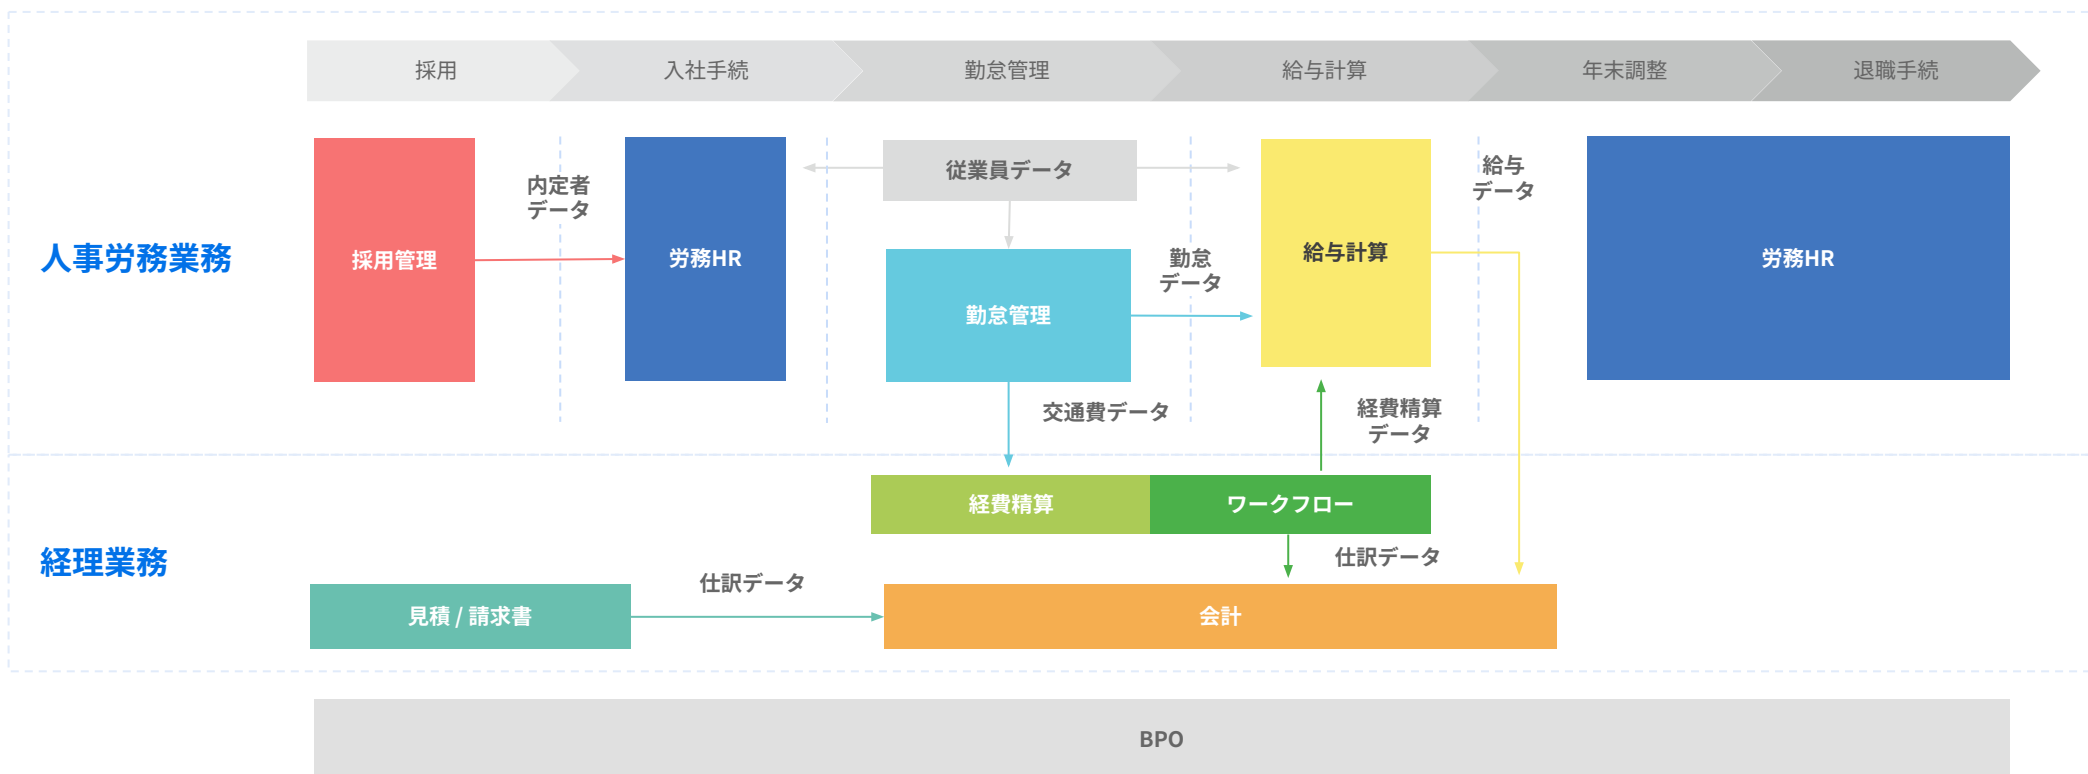 採用
入社手続
勤怠管理
給与計算
年末調整
退職手続
人事労務業務
採用管理
内定者
データ
労務HR
従業員データ
勤怠管理
勤怠
データ
給与計算
給与
データ
労務HR
交通費データ
経費精算
データ
経理業務
経費精算
ワークフロー
仕訳データ
見積 / 請求書
仕訳データ
会計
BPO